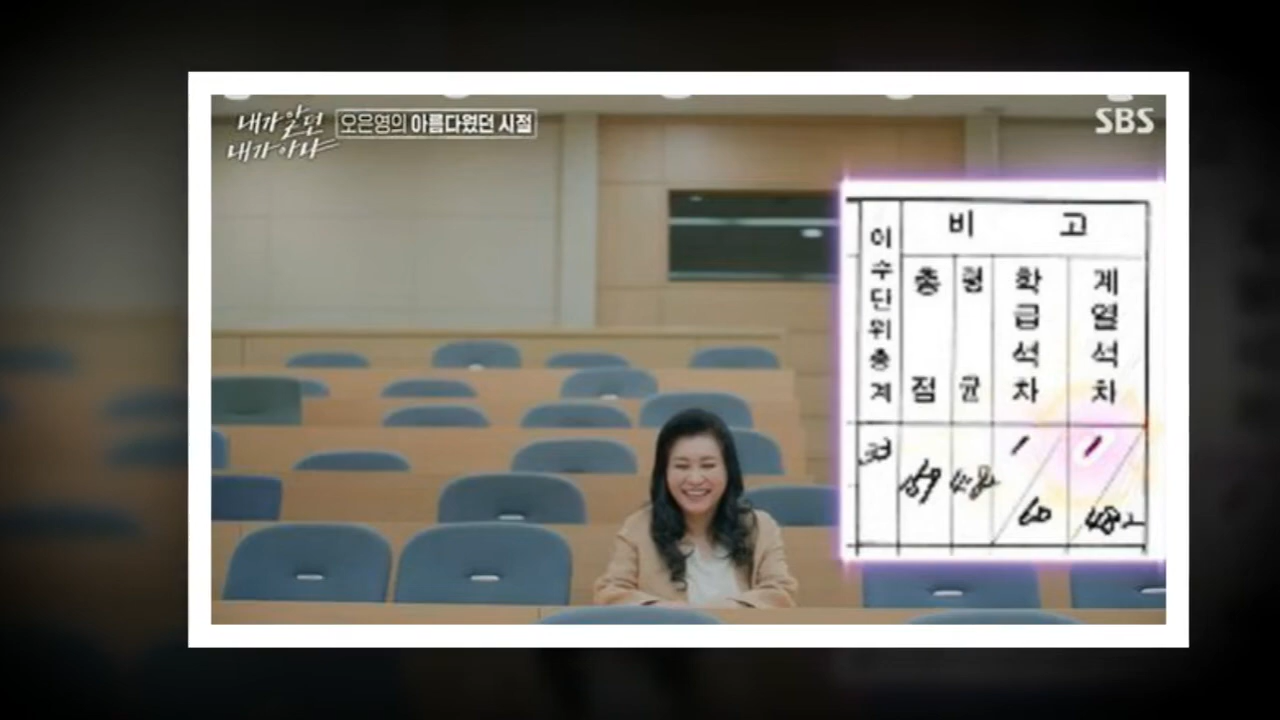 내가알던
내가아냐
오은영의 아름다웠던 시절
SBS
비 고
이수단위총계
총점
평균
학급석차
계열석차
1
60
1
482